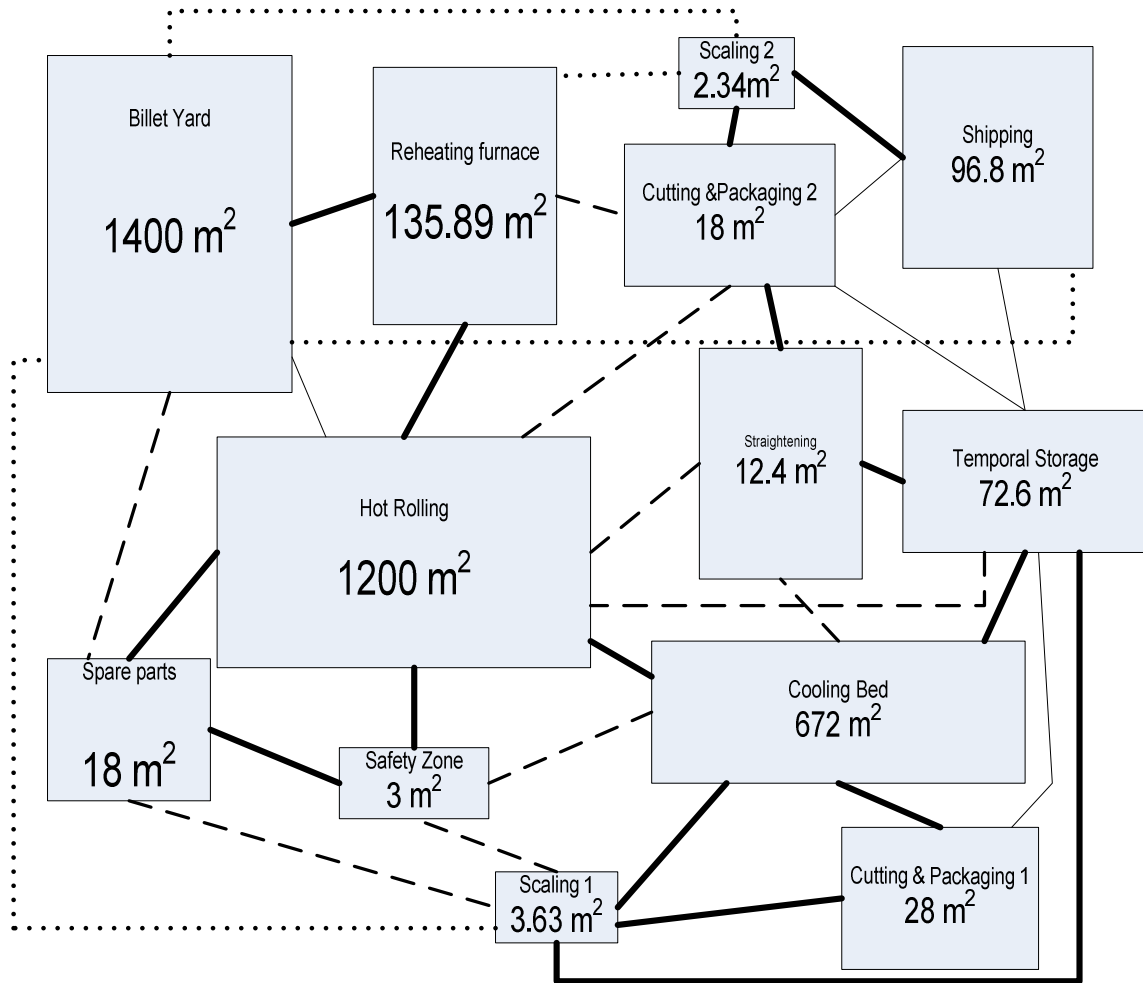 Scaling 2
2.34m²
Billet Yard
1400 m²
Reheating furnace
135.89 m²
Shipping
96.8 m²
Cutting &Packaging 2
18 m²
Straightening
12.4 m²
Temporal Storage
72.6 m²
Hot Rolling
1200 m²
Spare parts
18 m²
Cooling Bed
672 m²
Safety Zone
3 m²
Scaling 1
3.63 m²
Cutting & Packaging 1
28 m²